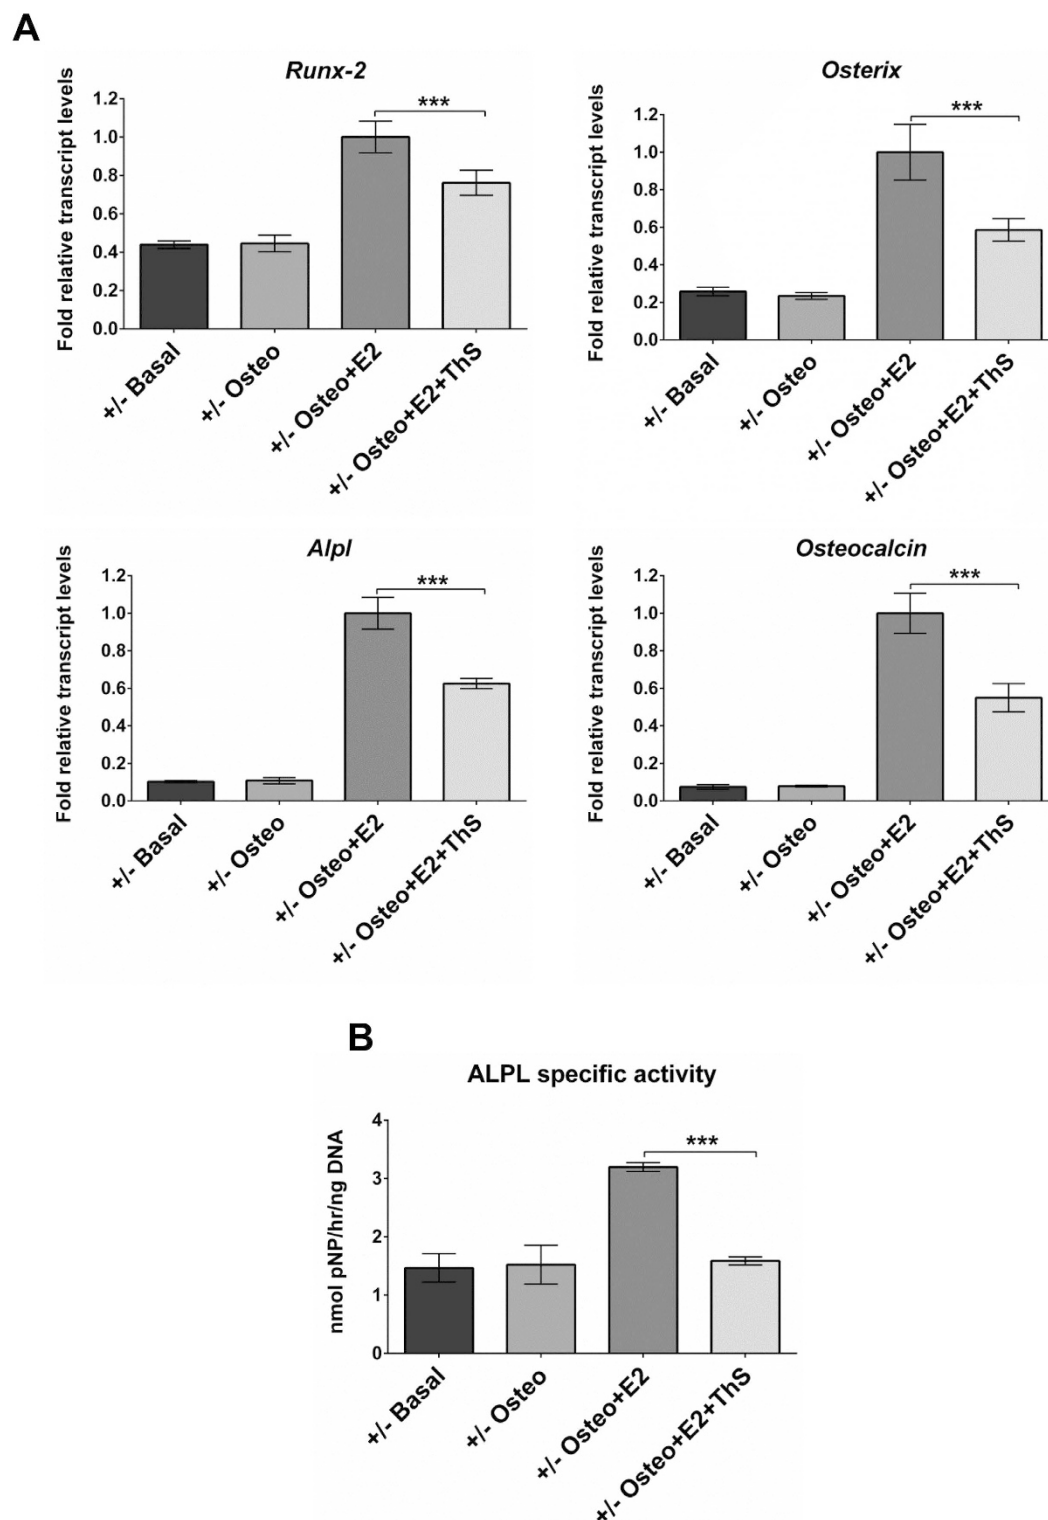 A
Runx-2
Fold relative transcript levels
1.2
1.0
0.8
0.6
0.4
0.2
0.0
***
+/- Basal
+/- Osteo
+/- Osteo+E2
+/- Osteo+E2+ThS
Osterix
Fold relative transcript levels
1.2
1.0
0.8
0.6
0.4
0.2
0.0
***
+/- Basal
+/- Osteo
+/- Osteo+E2
+/- Osteo+E2+ThS
Alpl
Fold relative transcript levels
1.2
1.0
0.8
0.6
0.4
0.2
0.0
***
+/- Basal
+/- Osteo
+/- Osteo+E2
+/- Osteo+E2+ThS
Osteocalcin
Fold relative transcript levels
1.2
1.0
0.8
0.6
0.4
0.2
0.0
***
+/- Basal
+/- Osteo
+/- Osteo+E2
+/- Osteo+E2+ThS
B
ALPL specific activity
nmol pNP/hr/ng DNA
4
3
2
1
0
***
+/- Basal
+/- Osteo
+/- Osteo+E2
+/- Osteo+E2+ThS